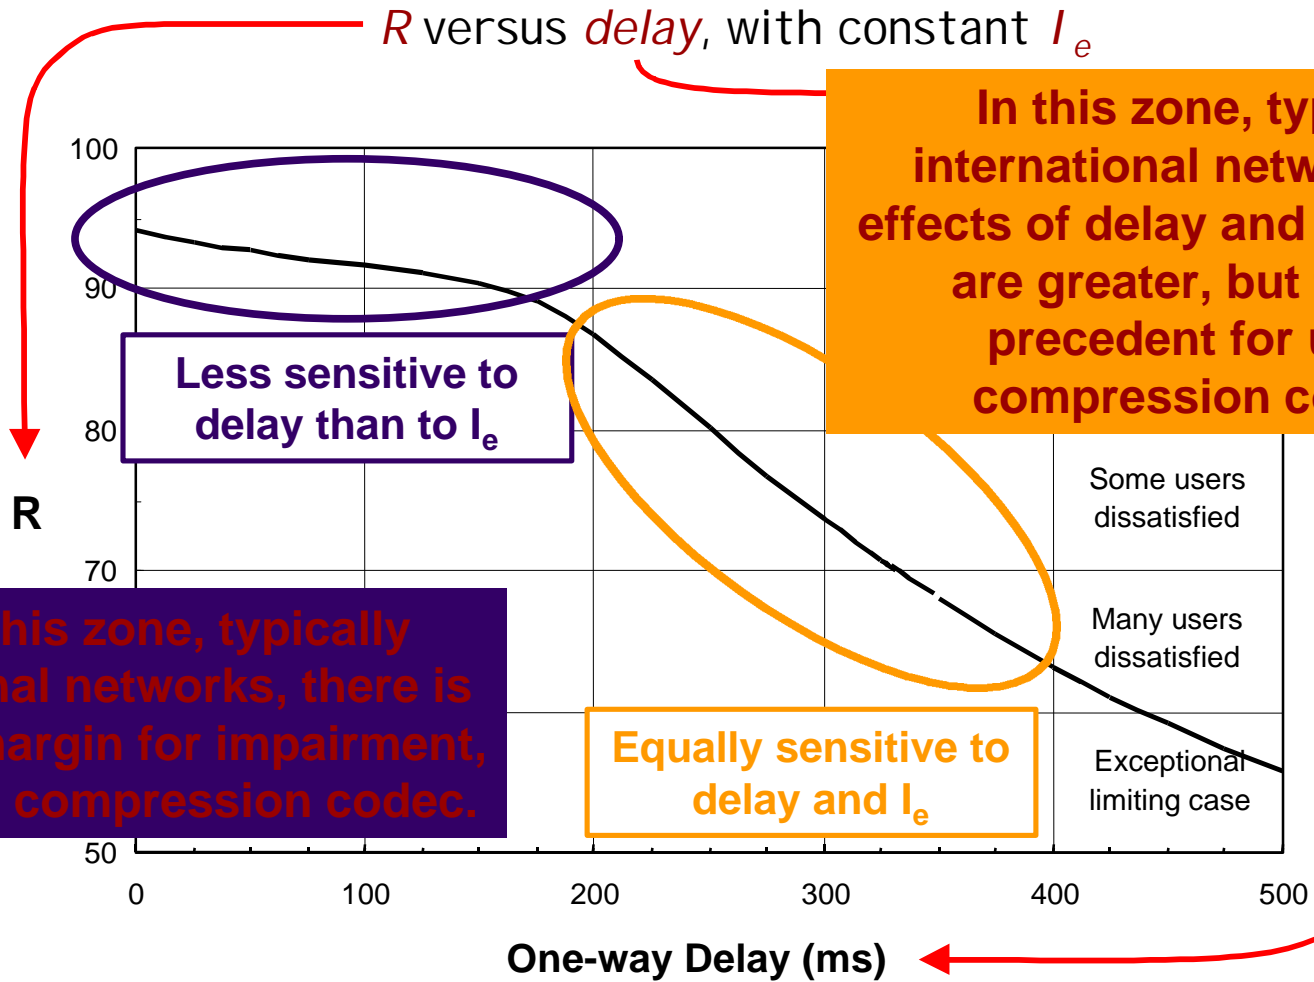 R versus delay, with constant Ie
In this zone,
international
effects of delay and
are greater, but
precedent for
compression
100
90
80
70
50
R
Less sensitive to
delay than to Ie
Some users
dissatisfied
Many users
dissatisfied
Exceptional
limiting case
his zone, typically
nal networks, there is
margin for impairment,
compression codec.
Equally sensitive to
delay and Ie
0 100 200 300 400 500
One-way Delay (ms)